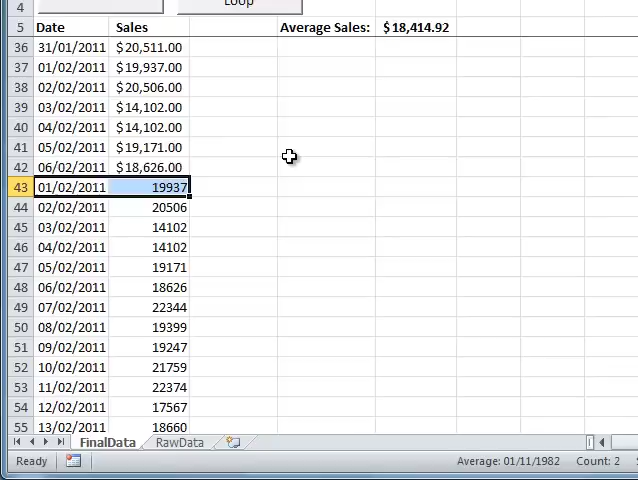 Loop
4
5 Date Sales Average Sales: $18,414.92
36 31/01/2011 $20,511.00
37 01/02/2011 $19,937.00
38 02/02/2011 $20,506.00
39 03/02/2011 $14,102.00
40 04/02/2011 $14,102.00
41 05/02/2011 $19,171.00
42 06/02/2011 $18,626.00
43 01/02/2011 19937
44 02/02/2011 20506
45 03/02/2011 14102
46 04/02/2011 14102
47 05/02/2011 19171
48 06/02/2011 18626
49 07/02/2011 22344
50 08/02/2011 19399
51 09/02/2011 19247
52 10/02/2011 21759
53 11/02/2011 22374
54 12/02/2011 17567
55 13/02/2011 18660
FinalData RawData
Ready Average: 01/11/1982 Count: 2